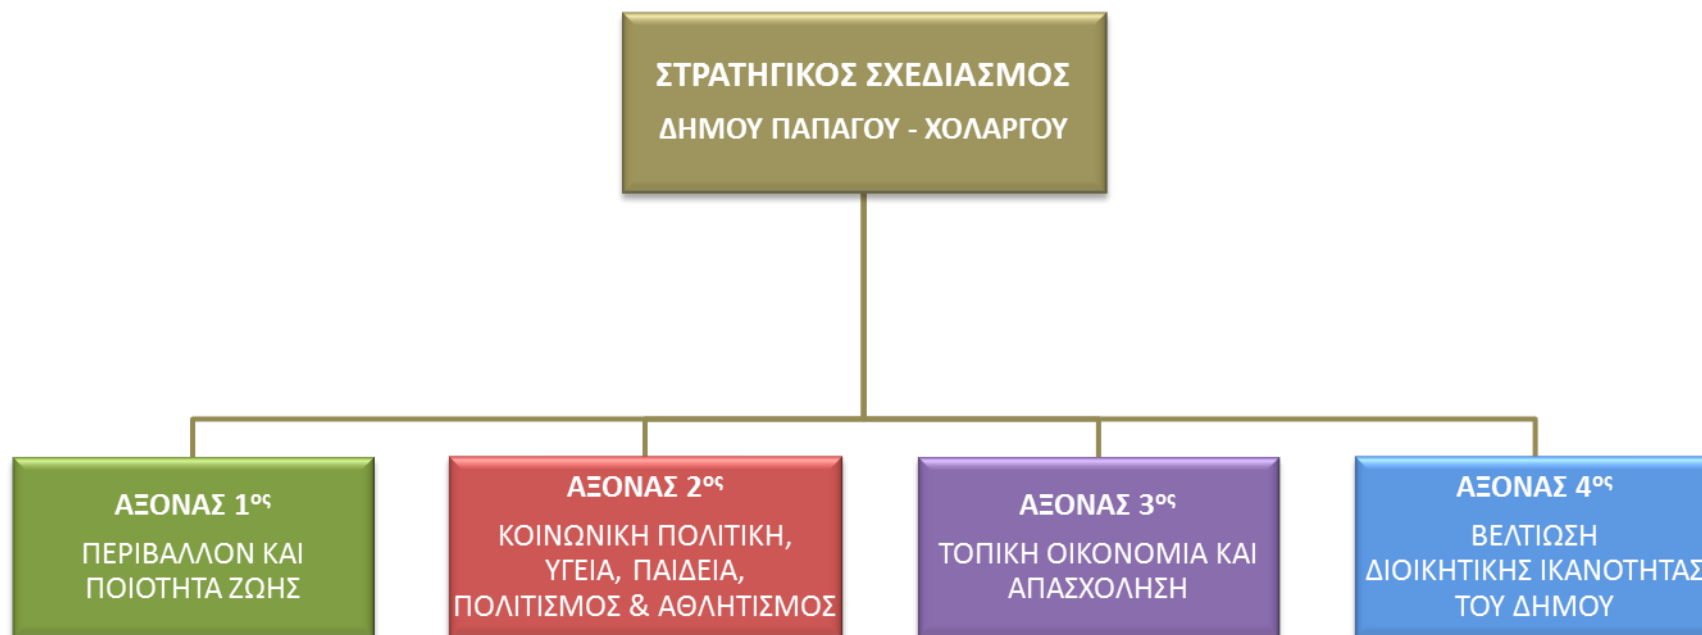 ΣΤΡΑΤΗΓΙΚΟΣ ΣΧΕΔΙΑΣΜΟΣ
ΔΗΜΟΥ ΠΑΠΑΓΟΥ - ΧΟΛΑΡΓΟΥ
ΑΞΟΝΑΣ 1ος
ΠΕΡΙΒΑΛΛΟΝ ΚΑΙ
ΠΟΙΟΤΗΤΑ ΖΩΗΣ
ΑΞΟΝΑΣ 2ος
ΚΟΙΝΩΝΙΚΗ ΠΟΛΙΤΙΚΗ,
ΥΓΕΙΑ, ΠΑΙΔΕΙΑ,
ΠΟΛΙΤΙΣΜΟΣ & ΑΘΛΗΤΙΣΜΟΣ
ΑΞΟΝΑΣ 3ος
ΤΟΠΙΚΗ ΟΙΚΟΝΟΜΙΑ ΚΑΙ
ΑΠΑΣΧΟΛΗΣΗ
ΑΞΟΝΑΣ 4ος
ΒΕΛΤΙΩΣΗ
ΔΙΟΙΚΗΤΙΚΗΣ ΙΚΑΝΟΤΗΤΑΣ
ΤΟΥ ΔΗΜΟΥ